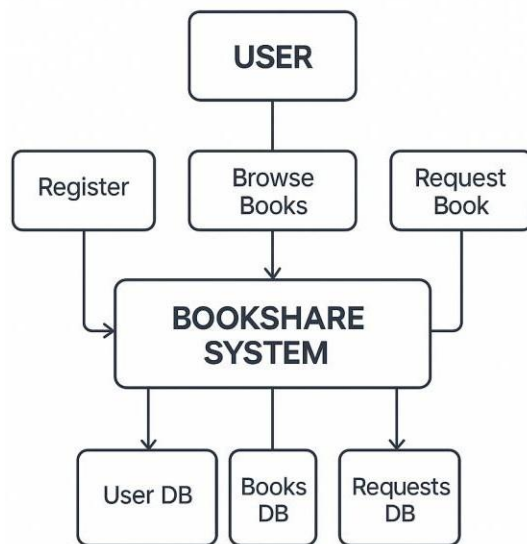 USER
Register
Browse
Books
Request
Book
BOOKSHARE
SYSTEM
User DB
Books
DB
Requests
DB